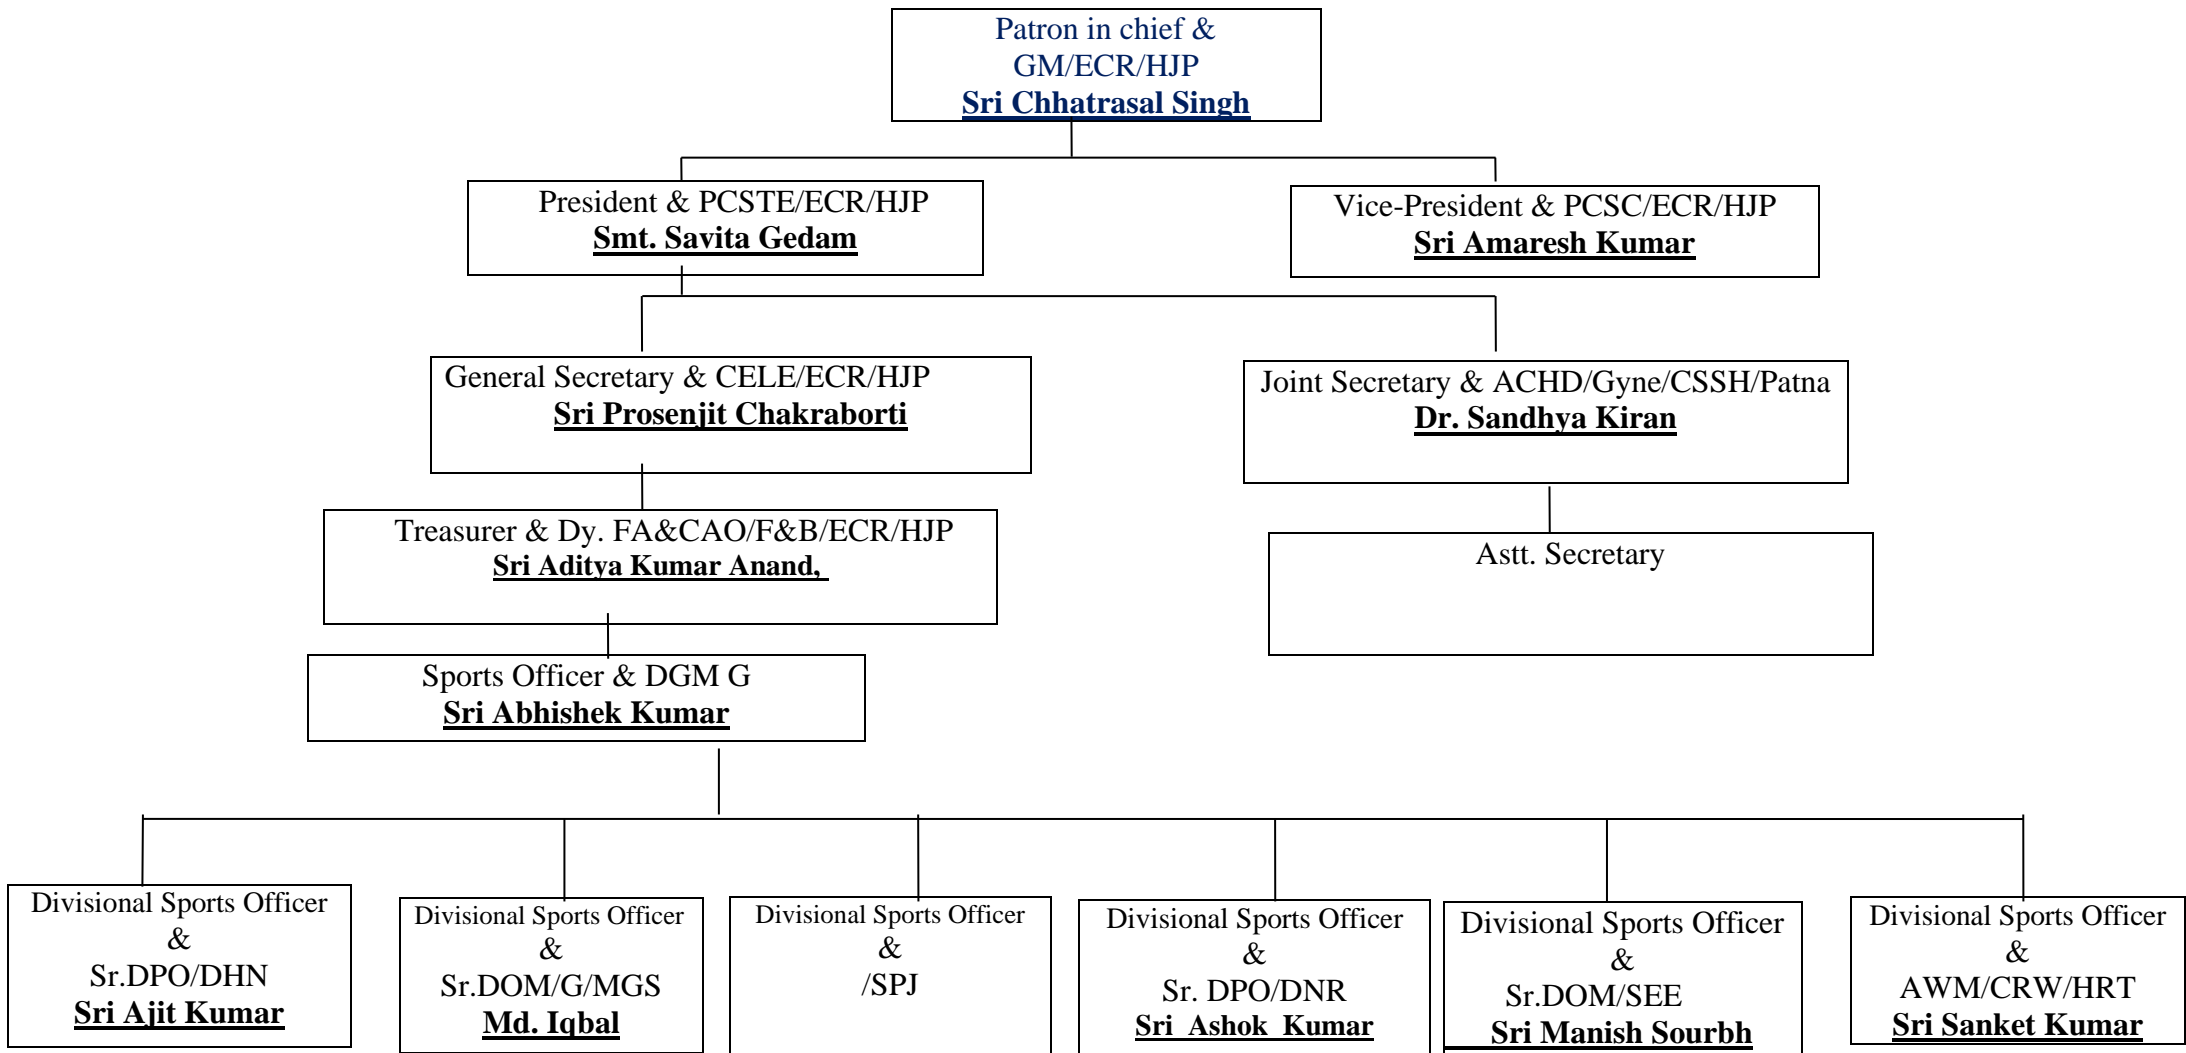 Patron in chief &
GM/ECR/HJP
Sri Chhatrasal Singh
President & PCSTE/ECR/HJP
Smt. Savita Gedam
Vice-President & PCSC/ECR/HJP
Sri Amaresh Kumar
General Secretary & CELE/ECR/HJP
Sri Prosenjit Chakraborti
Joint Secretary & ACHD/Gyne/CSSH/Patna
Dr. Sandhya Kiran
Treasurer & Dy. FA&CAO/F&B/ECR/HJP
Sri Aditya Kumar Anand,
Astt. Secretary
Sports Officer & DGM G
Sri Abhishek Kumar
Divisional Sports Officer
&
Sr.DPO/DHN
Sri Ajit Kumar
Divisional Sports Officer
&
Sr.DOM/G/MGS
Md. Iqbal
Divisional Sports Officer
&
/SPJ
Divisional Sports Officer
&
Sr. DPO/DNR
Sri Ashok Kumar
Divisional Sports Officer
&
Sr.DOM/SEE
Sri Manish Sourbh
Divisional Sports Officer
&
AWM/CRW/HRT
Sri Sanket Kumar